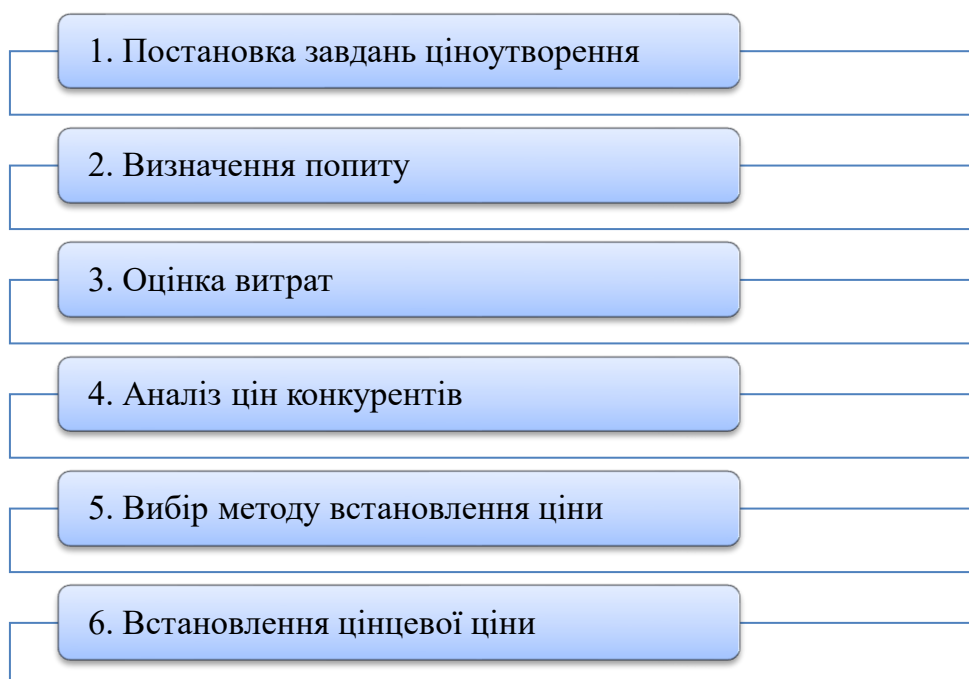 1. Постановка завдань ціноутворення
2. Визначення попиту
3. Оцінка витрат
4. Аналіз цін конкурентів
5. Вибір методу встановлення ціни
6. Встановлення цінцевої ціни